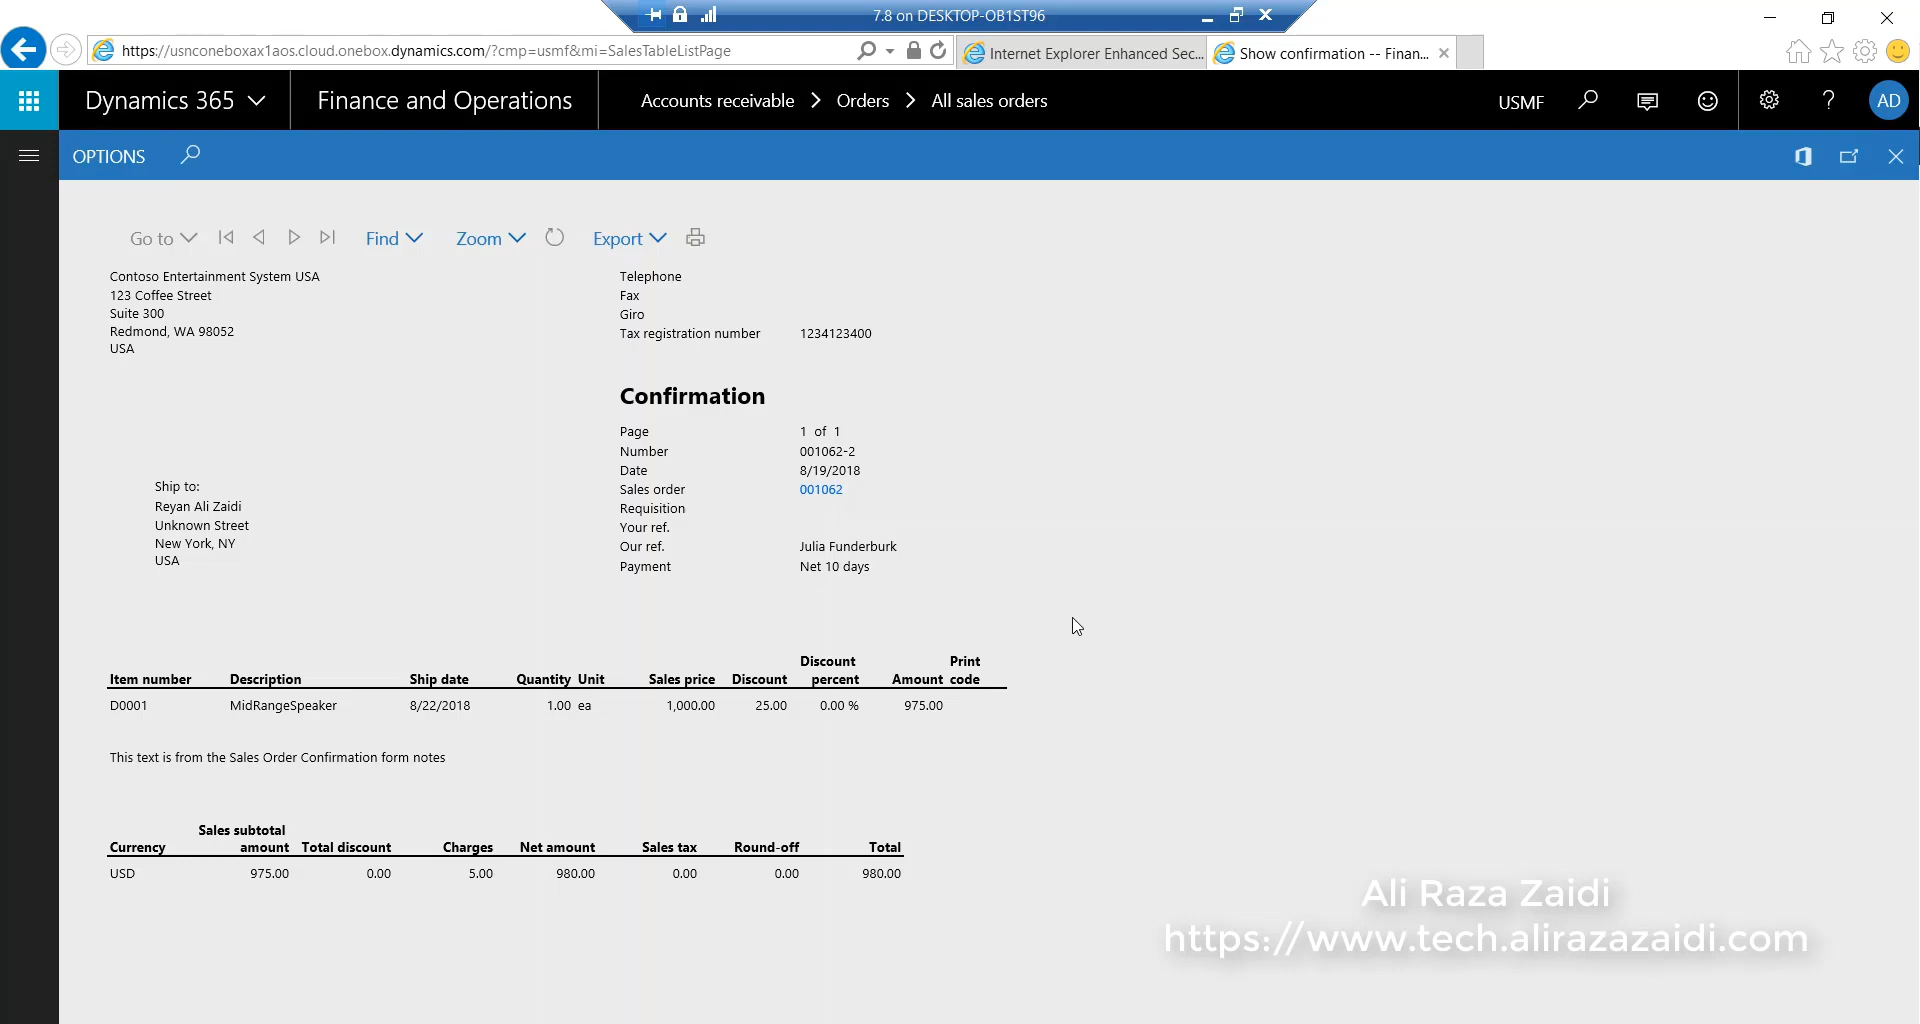 7.8 on DESKTOP-OB1ST96
https://usnconeboxax1aos.cloud.onebox.dynamics.com/?cmp=usmf&mi=SalesTableListPage
Internet Explorer Enhanced Sec...
Show confirmation -- Finan...
Dynamics 365
Finance and Operations
Accounts receivable > Orders > All sales orders
USMF
?
AD
OPTIONS
Go to
Find
Zoom
Export
Contoso Entertainment System USA
123 Coffee Street
Suite 300
Redmond, WA 98052
USA
Telephone
Fax
Giro
Tax registration number 1234123400
Confirmation
Page 1 of 1
Number 001062-2
Date 8/19/2018
Sales order 001062
Requisition
Your ref.
Our ref. Julia Funderburk
Payment Net 10 days
Ship to:
Reyan Ali Zaidi
Unknown Street
New York, NY
USA
Discount Print
Item number Description Ship date Quantity Unit Sales price Discount percent Amount code
D0001 MidRangeSpeaker 8/22/2018 1.00 ea 1,000.00 25.00 0.00 % 975.00
This text is from the Sales Order Confirmation form notes
Sales subtotal
Currency amount Total discount Charges Net amount Sales tax Round-off Total
USD 975.00 0.00 5.00 980.00 0.00 0.00 980.00
Ali Raza Zaidi
https://www.tech.alirazazaidi.com